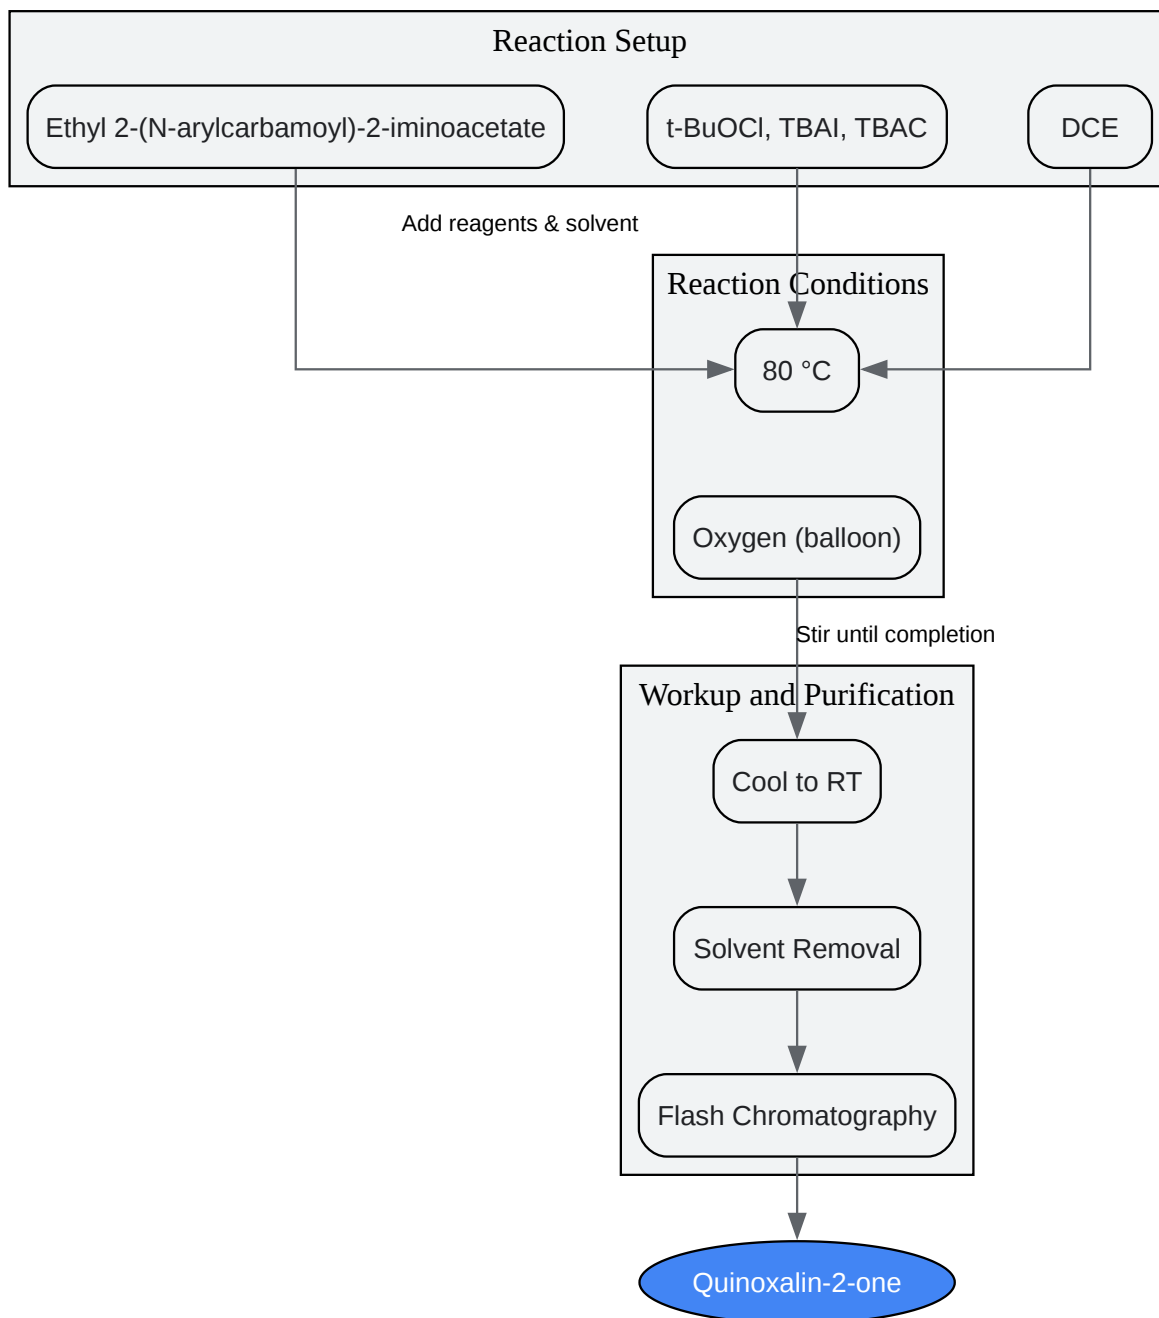 Reaction Setup
Ethyl 2-(N-arylcarbamoyl)-2-iminoacetate
t-BuOCl, TBAI, TBAC
DCE
Add reagents & solvent
Reaction Conditions
80 °C
Oxygen (balloon)
Stir until completion
Workup and Purification
Cool to RT
Solvent Removal
Flash Chromatography
Quinoxalin-2-one